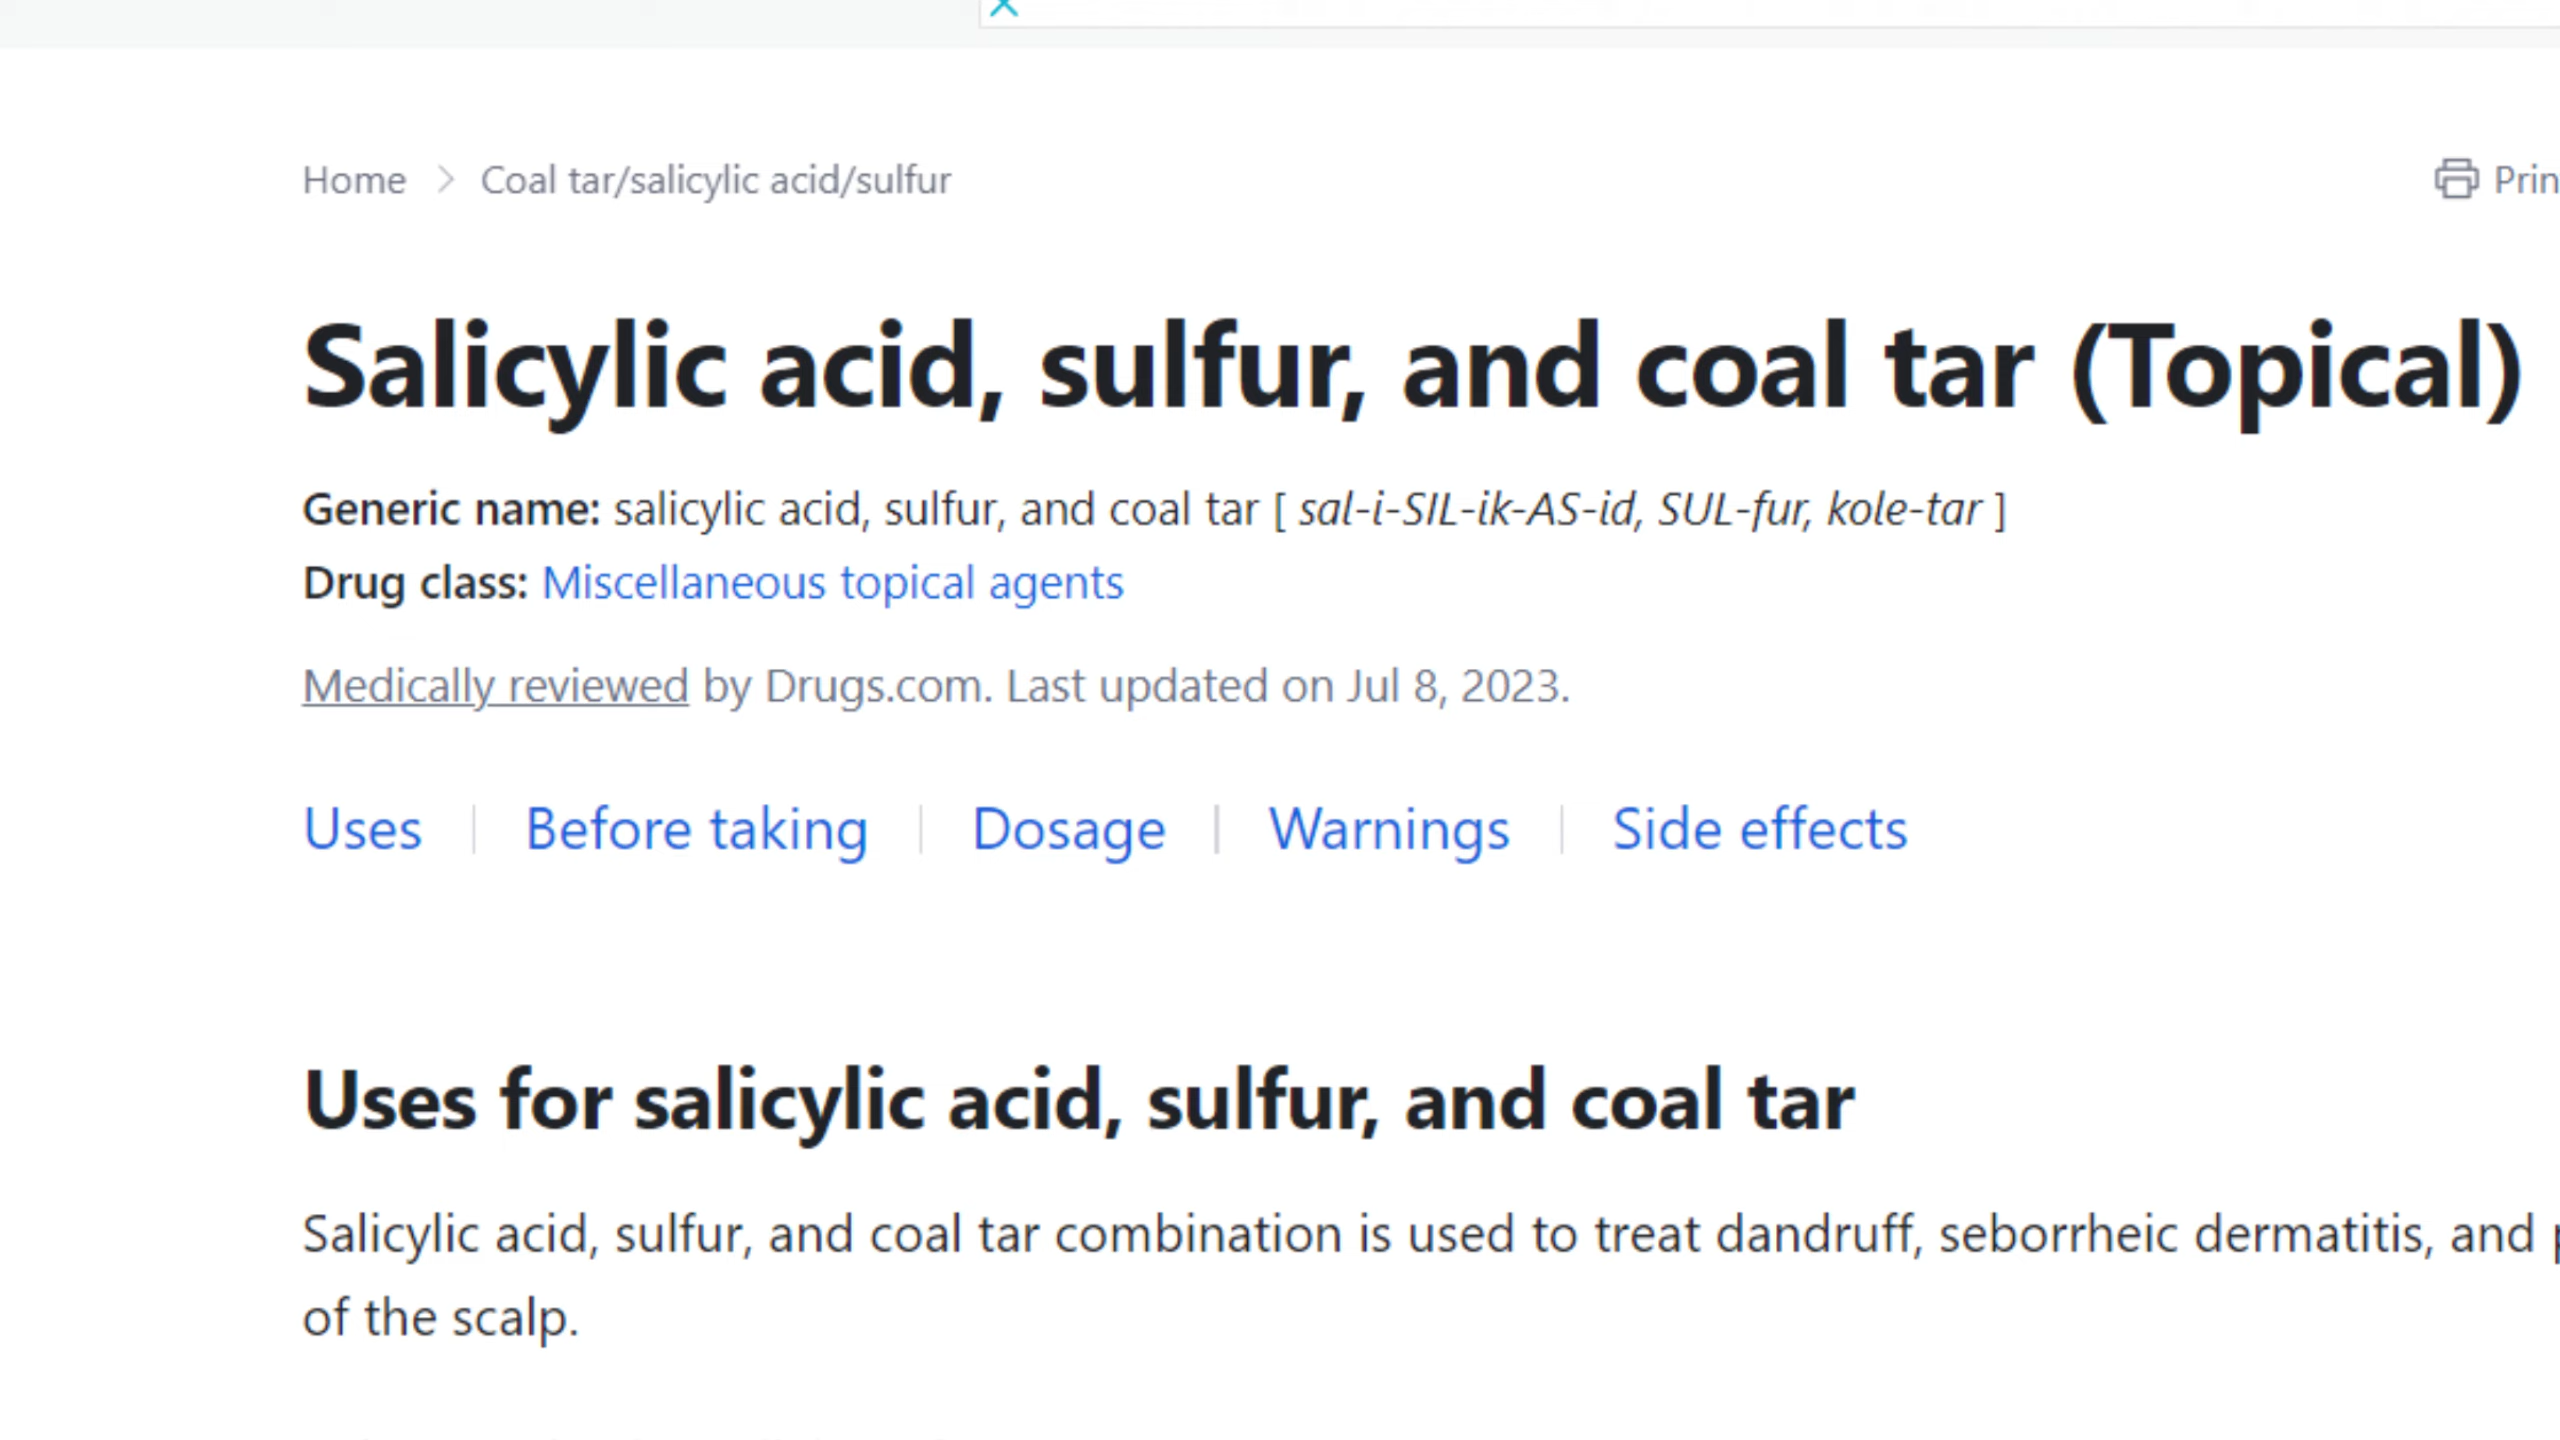 Home > Coal tar/salicylic acid/sulfur
Salicylic acid, sulfur, and coal tar (Topical)
Generic name: salicylic acid, sulfur, and coal tar [ sal-i-SIL-ik-AS-id, SUL-fur, kole-tar ]
Drug class: Miscellaneous topical agents
Medically reviewed by Drugs.com. Last updated on Jul 8, 2023.
Uses | Before taking | Dosage | Warnings | Side effects
Uses for salicylic acid, sulfur, and coal tar
Salicylic acid, sulfur, and coal tar combination is used to treat dandruff, seborrheic dermatitis, and
of the scalp.